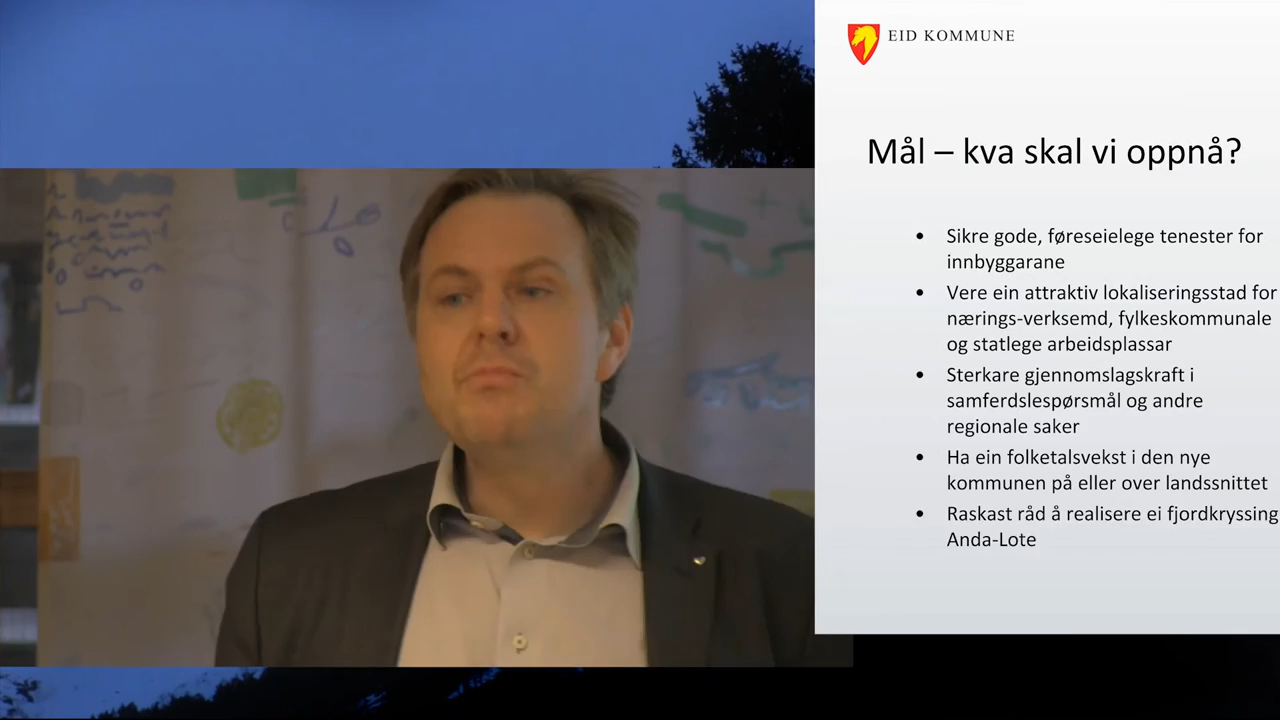 EID KOMMUNE
Mål – kva skal vi oppnå?
• Sikre gode, føreseielege tenester for
innbyggarane
• Vere ein attraktiv lokaliseringsstad for
nærings-verksemd, fylkeskommunale
og statlege arbeidsplassar
• Sterkare gjennomslagskraft i
samferdslespørsmål og andre
regionale saker
• Ha ein folketalsvekst i den nye
kommunen på eller over landssnittet
• Raskast råd å realisere ei fjordkryssing
Anda-Lote